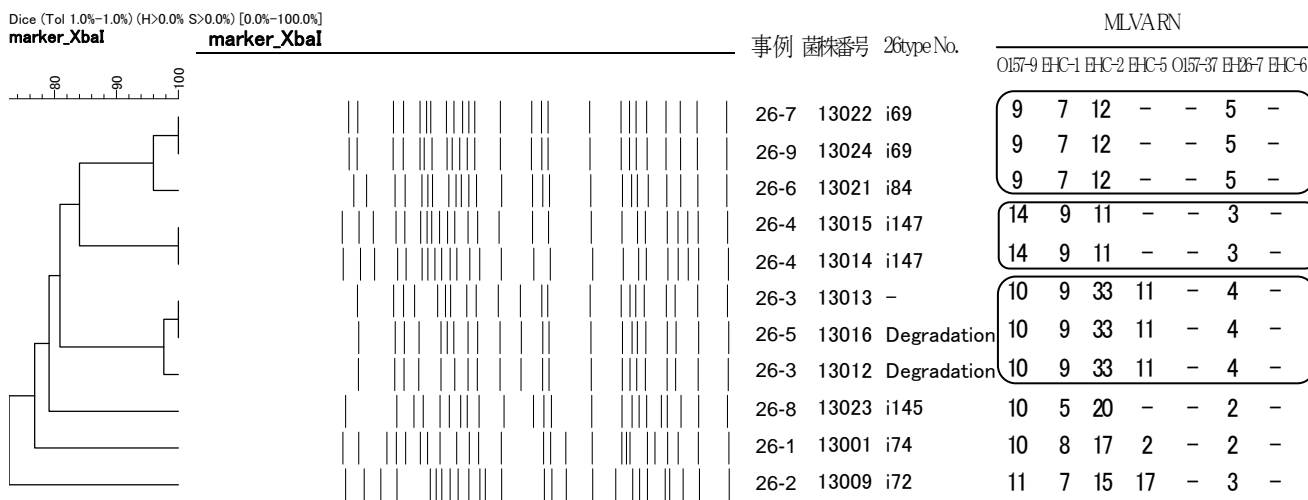 Dice (Tol 1.0%-1.0%) (H>0.0% S>0.0%) [0.0%-100.0%]
marker_XbaI marker_XbaI
MLVARN
事例 菌株番号 26type No.
O157-9 EHC-1 EHC-2 EHC-5 O157-37 EH26-7 EHC-6
80 90 100
26-7 13022 i69 9 7 12 - - 5 -
26-9 13024 i69 9 7 12 - - 5 -
26-6 13021 i84 9 7 12 - - 5 -
26-4 13015 i147 14 9 11 - - 3 -
26-4 13014 i147 14 9 11 - - 3 -
26-3 13013 - 10 9 33 11 - 4 -
26-5 13016 Degradation 10 9 33 11 - 4 -
26-3 13012 Degradation 10 9 33 11 - 4 -
26-8 13023 i145 10 5 20 - - 2 -
26-1 13001 i74 10 8 17 2 - 2 -
26-2 13009 i72 11 7 15 17 - 3 -